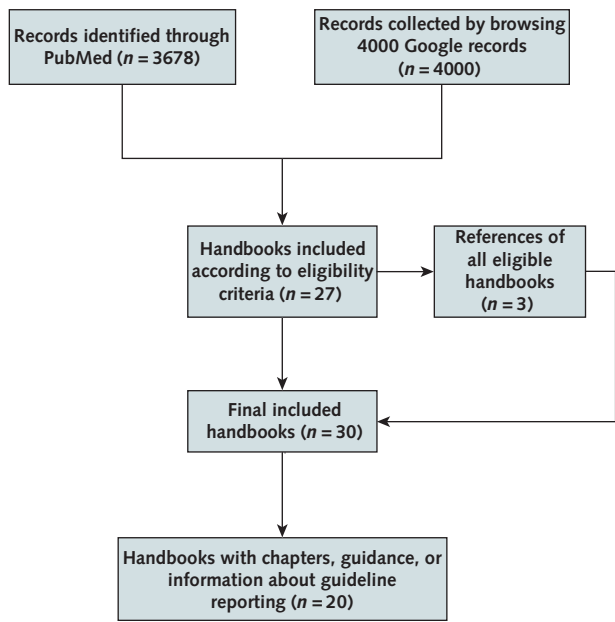 Records identified through
PubMed (n = 3678)
Records collected by browsing
4000 Google records
(n = 4000)
Handbooks included
according to eligibility
criteria (n = 27)
References of
all eligible
handbooks
(n = 3)
Final included
handbooks (n = 30)
Handbooks with chapters, guidance, or
information about guideline
reporting (n = 20)